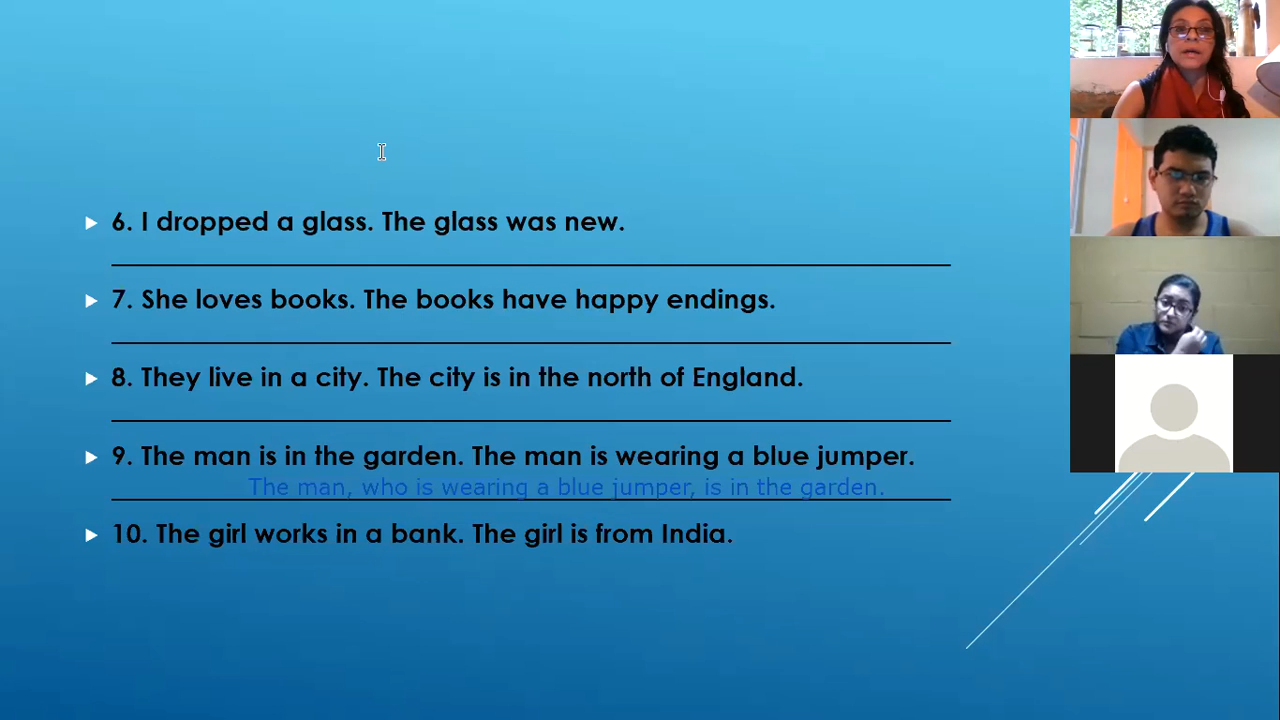 6. I dropped a glass. The glass was new.
7. She loves books. The books have happy endings.
8. They live in a city. The city is in the north of England.
9. The man is in the garden. The man is wearing a blue jumper.
The man, who is wearing a blue jumper, is in the garden.
10. The girl works in a bank. The girl is from India.